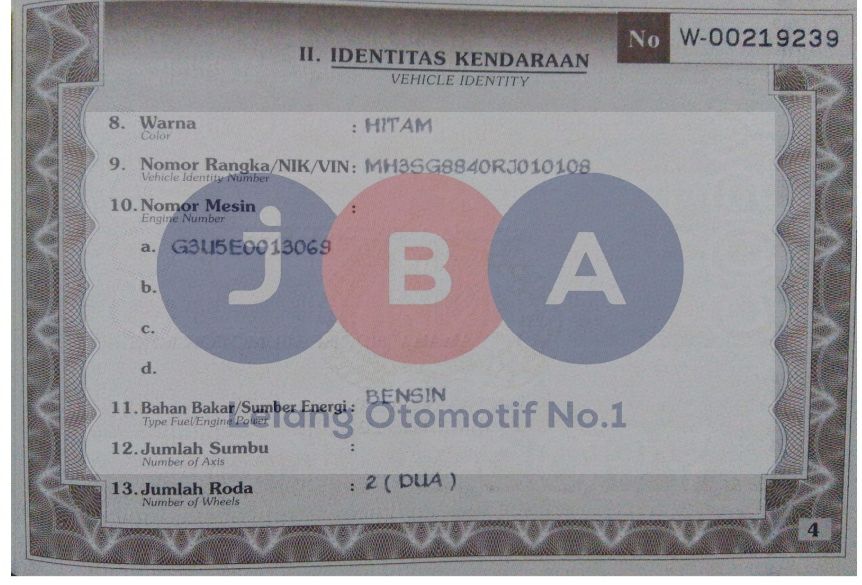 No W-00219239
II. IDENTITAS KENDARAAN
VEHICLE IDENTITY
8. Warna : HITAM
Color
9. Nomor Rangka/NIK/VIN: MH3SG8840RJ010108
Vehicle Identity Number
10. Nomor Mesin :
Engine Number
a. G3U5E0013069
b.
c.
d.
jBA
11. Bahan Bakar/Sumber Energi : BENSIN
Type Fuel/Engine Power
Lelang Otomotif No.1
12. Jumlah Sumbu :
Number of Axis
13. Jumlah Roda : 2 ( DUA )
Number of Wheels
4